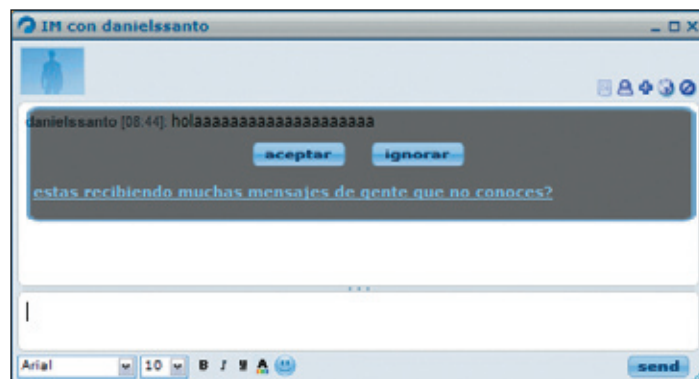 IM con danielssanto
danielssanto [08:44]: holaaaaaaaaaaaaaaaaaaaa
aceptar ignorar
estas recibiendo muchas mensajes de gente que no conoces?
Arial 10 B I U A
send